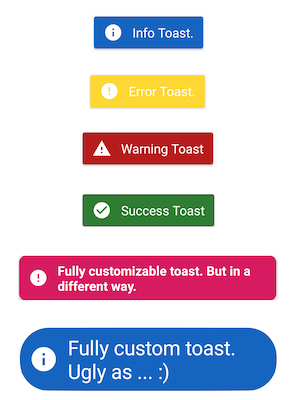 Info Toast.
Error Toast.
Warning Toast
Success Toast
Fully customizable toast. But in a
different way.
Fully custom toast.
Ugly as ... :)